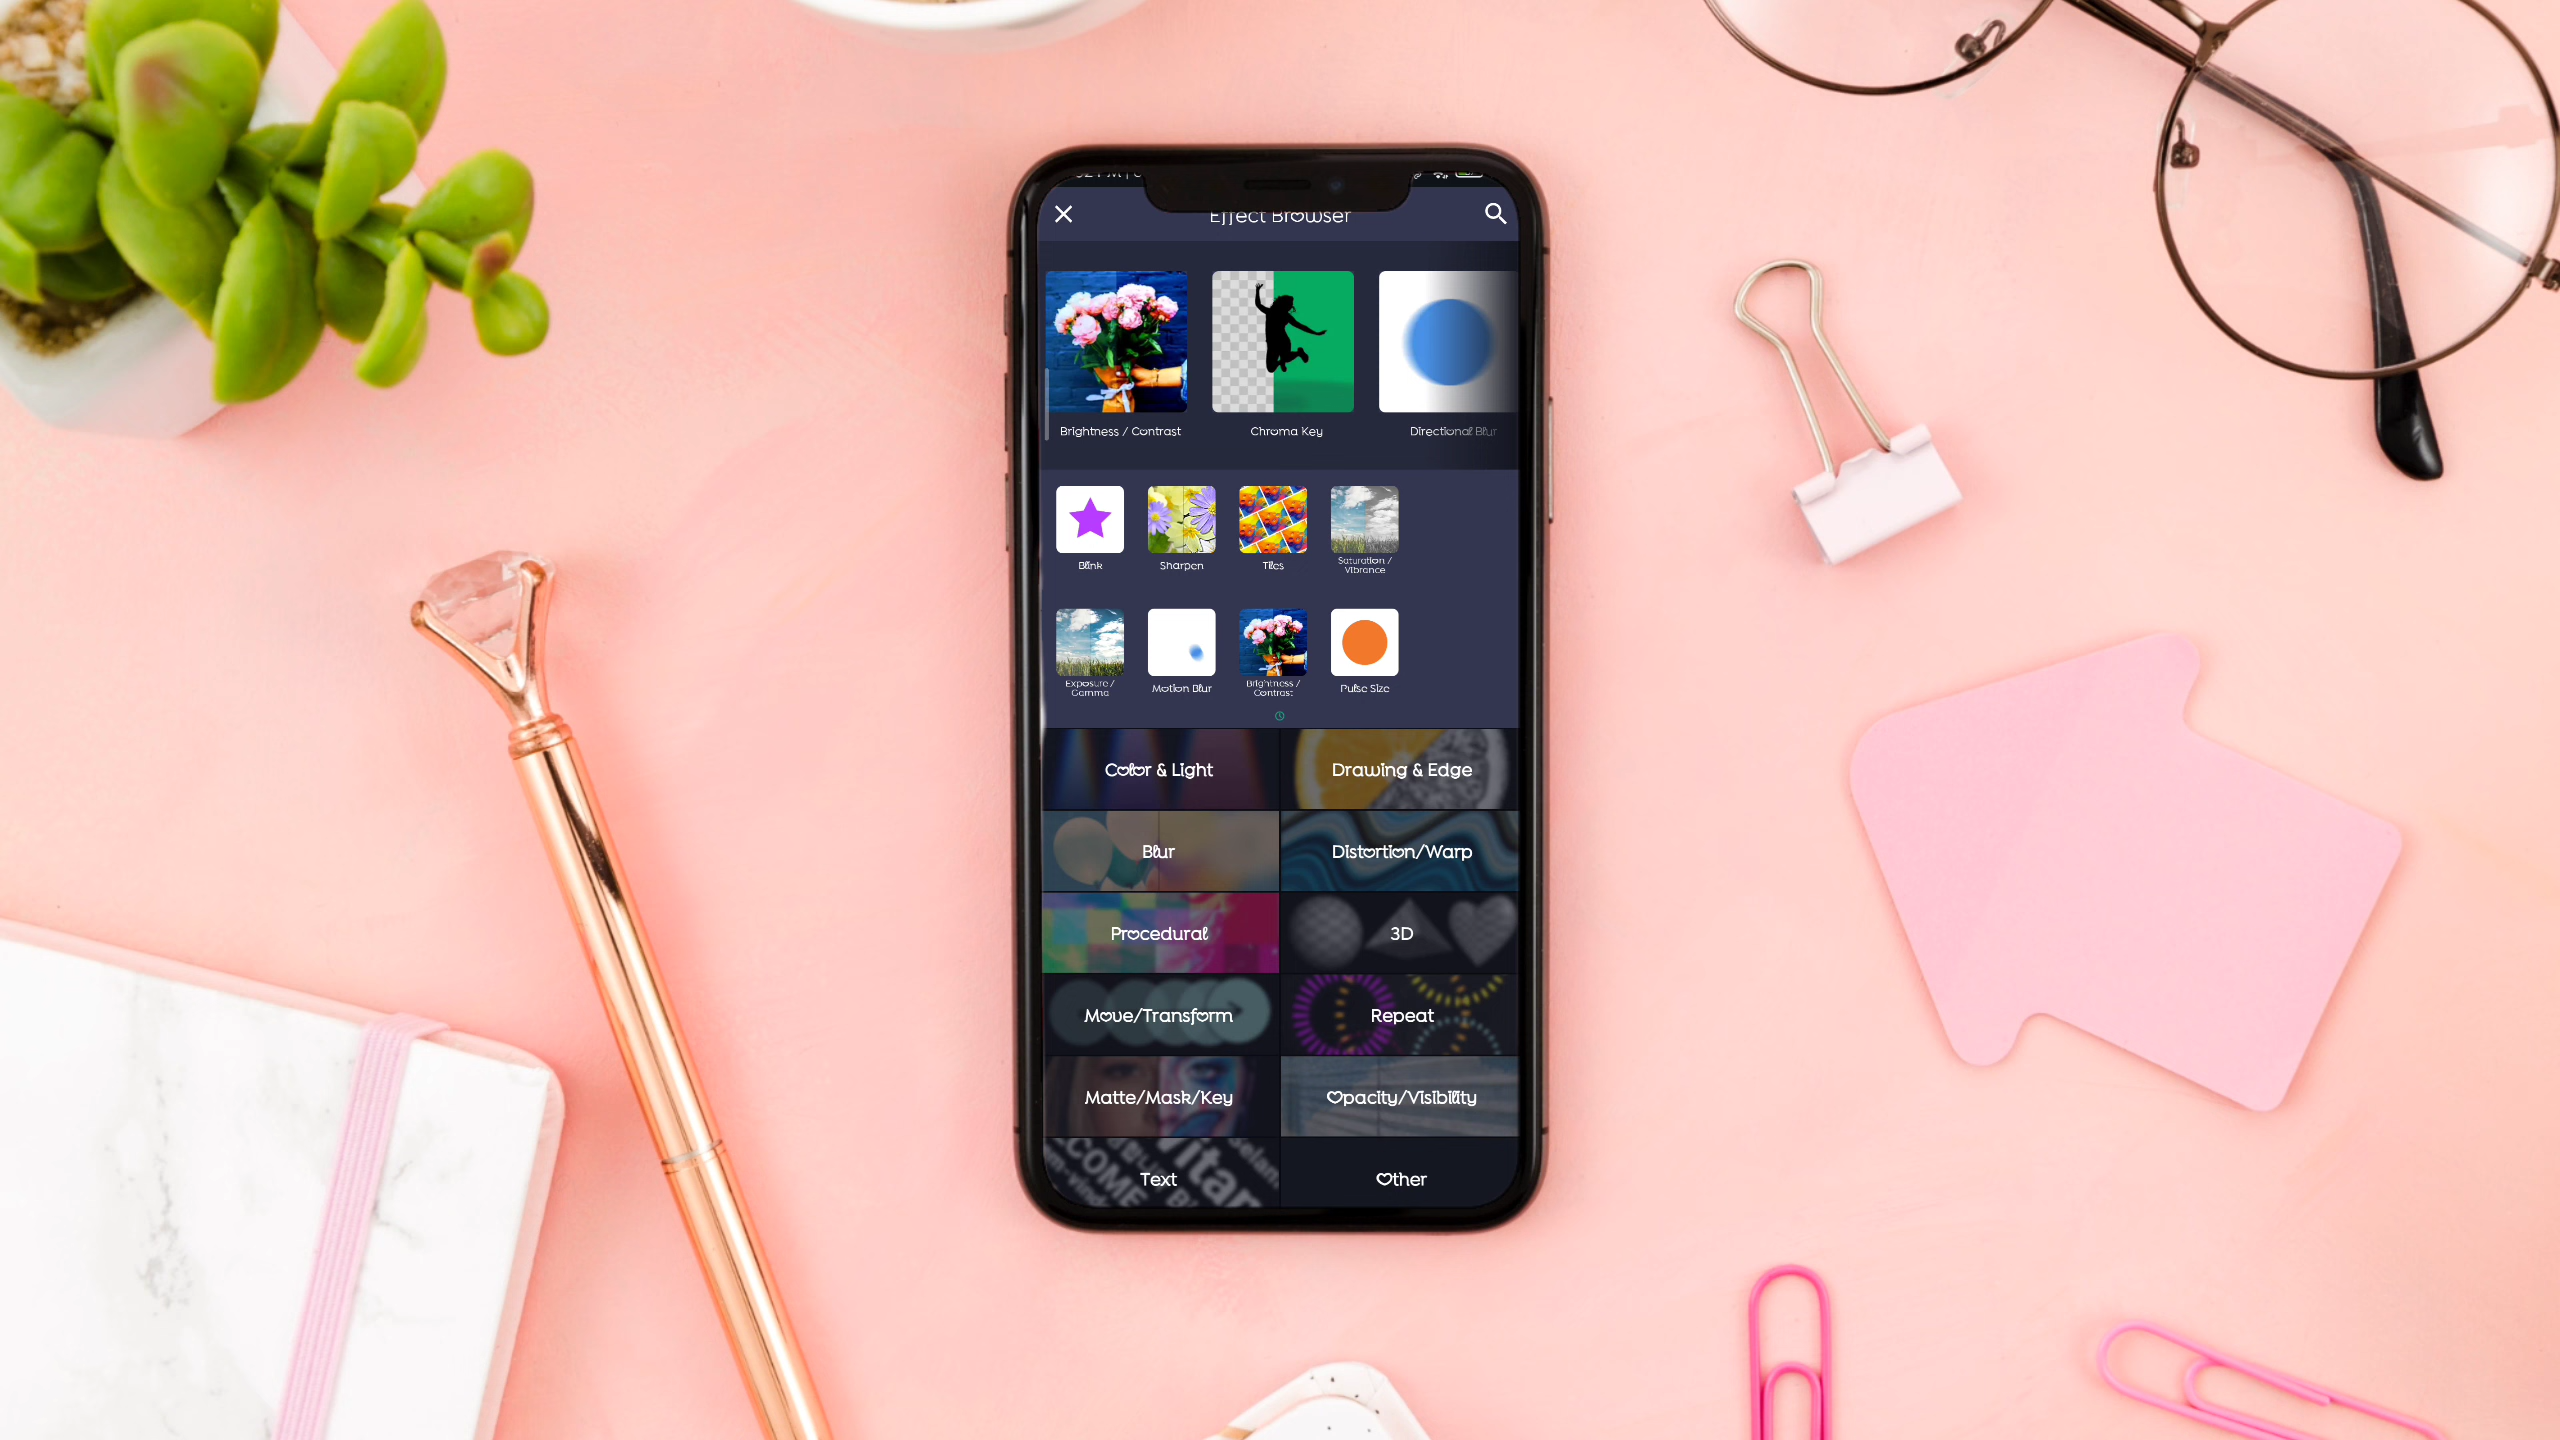 Effect Browser
Brightness / Contrast
Chroma Key
Directional Blur
Blink
Sharpen
Tiles
Saturation /
Vibrance
Exposure /
Gamma
Motion Blur
Brightness /
Contrast
Pulse Size
Color & Light
Drawing & Edge
Blur
Distortion/Warp
Procedural
3D
Move/Transform
Repeat
Matte/Mask/Key
Opacity/Visibility
COME
Vitar
Text
Other